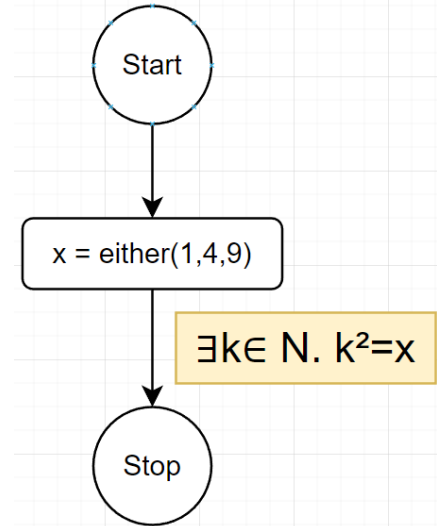 Start
x = either(1,4,9)
∃k∈ N. k²=x
Stop